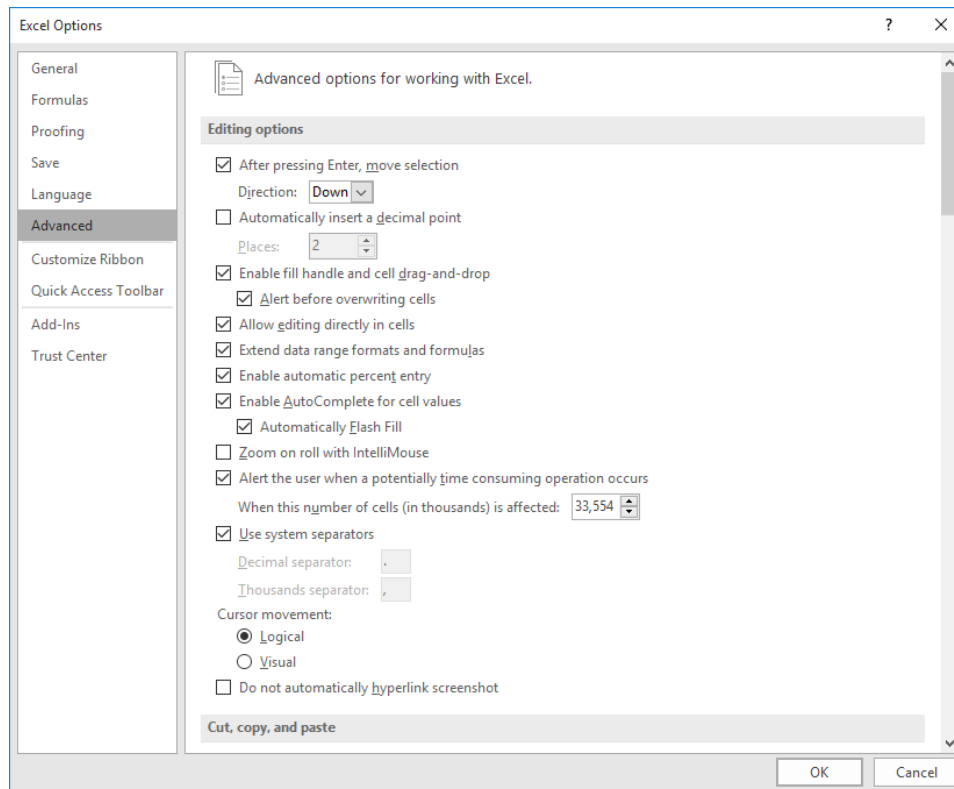 Excel Options
?
General
Formulas
Proofing
Save
Language
Advanced
Customize Ribbon
Quick Access Toolbar
Add-Ins
Trust Center
Advanced options for working with Excel.
Editing options
After pressing Enter, move selection
Direction: Down
Automatically insert a decimal point
Places: 2
Enable fill handle and cell drag-and-drop
Alert before overwriting cells
Allow editing directly in cells
Extend data range formats and formulas
Enable automatic percent entry
Enable AutoComplete for cell values
Automatically Flash Fill
Zoom on roll with IntelliMouse
Alert the user when a potentially time consuming operation occurs
When this number of cells (in thousands) is affected: 33,554
Use system separators
Decimal separator: .
Thousands separator: ,
Cursor movement:
Logical
Visual
Do not automatically hyperlink screenshot
Cut, copy, and paste
OK Cancel